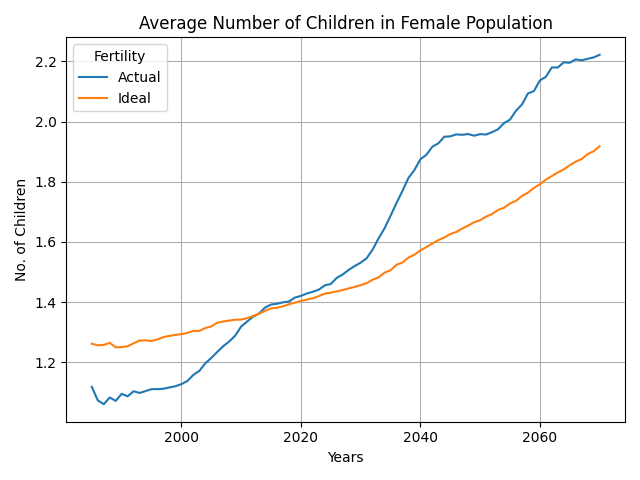 Average Number of Children in Female Population
Fertility
Actual
Ideal
No. of Children
2.2
2.0
1.8
1.6
1.4
1.2
2000 2020 2040 2060
Years